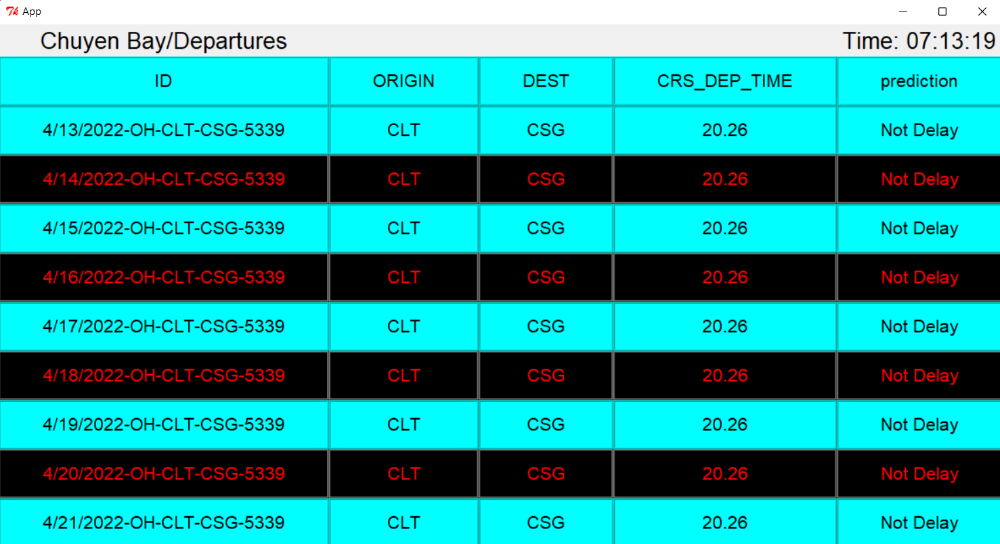 App
Chuyen Bay/Departures Time: 07:13:19
ID ORIGIN DEST CRS_DEP_TIME prediction
4/13/2022-OH-CLT-CSG-5339 CLT CSG 20.26 Not Delay
4/14/2022-OH-CLT-CSG-5339 CLT CSG 20.26 Not Delay
4/15/2022-OH-CLT-CSG-5339 CLT CSG 20.26 Not Delay
4/16/2022-OH-CLT-CSG-5339 CLT CSG 20.26 Not Delay
4/17/2022-OH-CLT-CSG-5339 CLT CSG 20.26 Not Delay
4/18/2022-OH-CLT-CSG-5339 CLT CSG 20.26 Not Delay
4/19/2022-OH-CLT-CSG-5339 CLT CSG 20.26 Not Delay
4/20/2022-OH-CLT-CSG-5339 CLT CSG 20.26 Not Delay
4/21/2022-OH-CLT-CSG-5339 CLT CSG 20.26 Not Delay